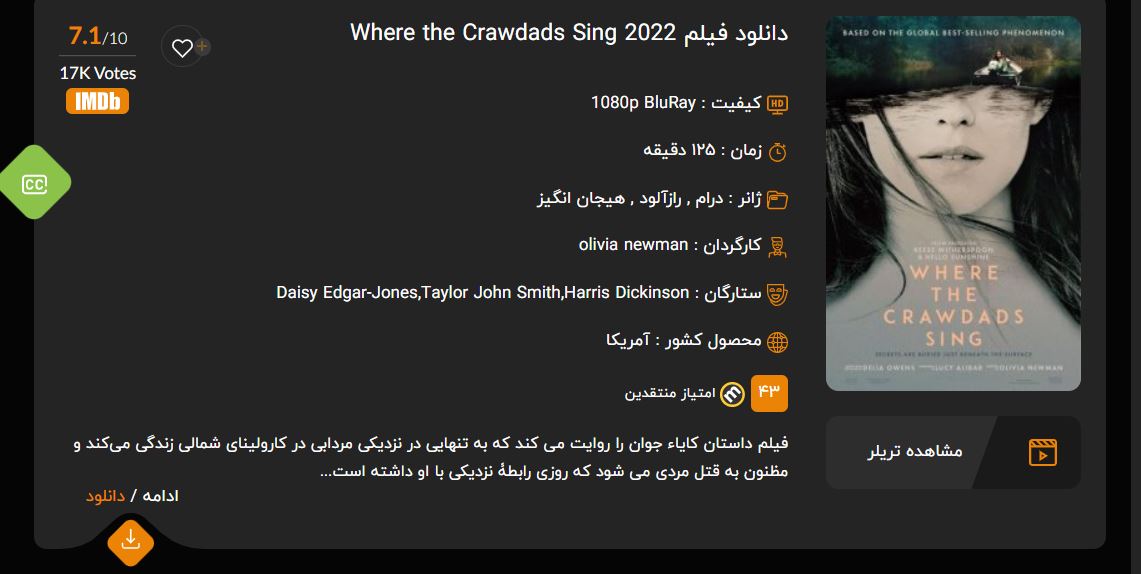 دانلود فیلم Where the Crawdads Sing 2022
7.1/10
17K Votes
IMDb
CC
کیفیت : 1080p BluRay
زمان : ۱۲۵ دقیقه
ژانر : درام , رازآلود , هیجان انگیز
کارگردان : olivia newman
ستارگان : Daisy Edgar-Jones,Taylor John Smith,Harris Dickinson
محصول کشور : آمریکا
۴۳ امتیاز منتقدین
فیلم داستان کایاء جوان را روایت می کند که به تنهایی در نزدیکی مردابی در کارولینای شمالی زندگی می‌کند و
مظنون به قتل مردی می شود که روزی رابطۀ نزدیکی با او داشته است...
ادامه / دانلود
BASED ON THE GLOBAL BEST-SELLING PHENOMENON
REESE WITHERSPOON
& HELLO SUNSHINE
WHERE
THE
CRAWDADS
SING
SECRETS ARE BURIED JUST BENEATH THE SURFACE
DELIA OWENS LUCY ALIBAR OLIVIA NEWMAN
HD
مشاهده تریلر